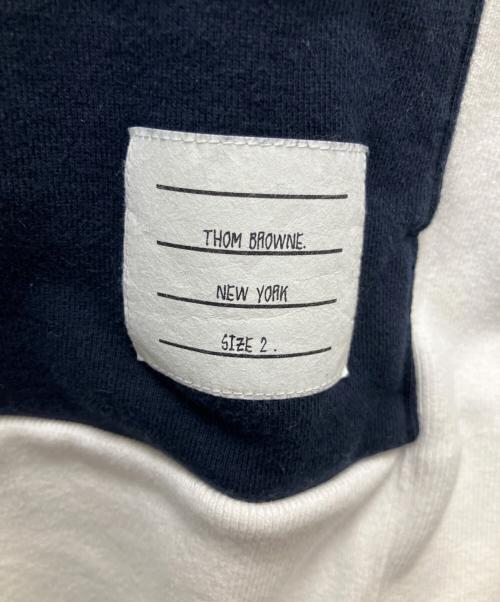 THOM BROWNE.
NEW YORK
SIZE 2.